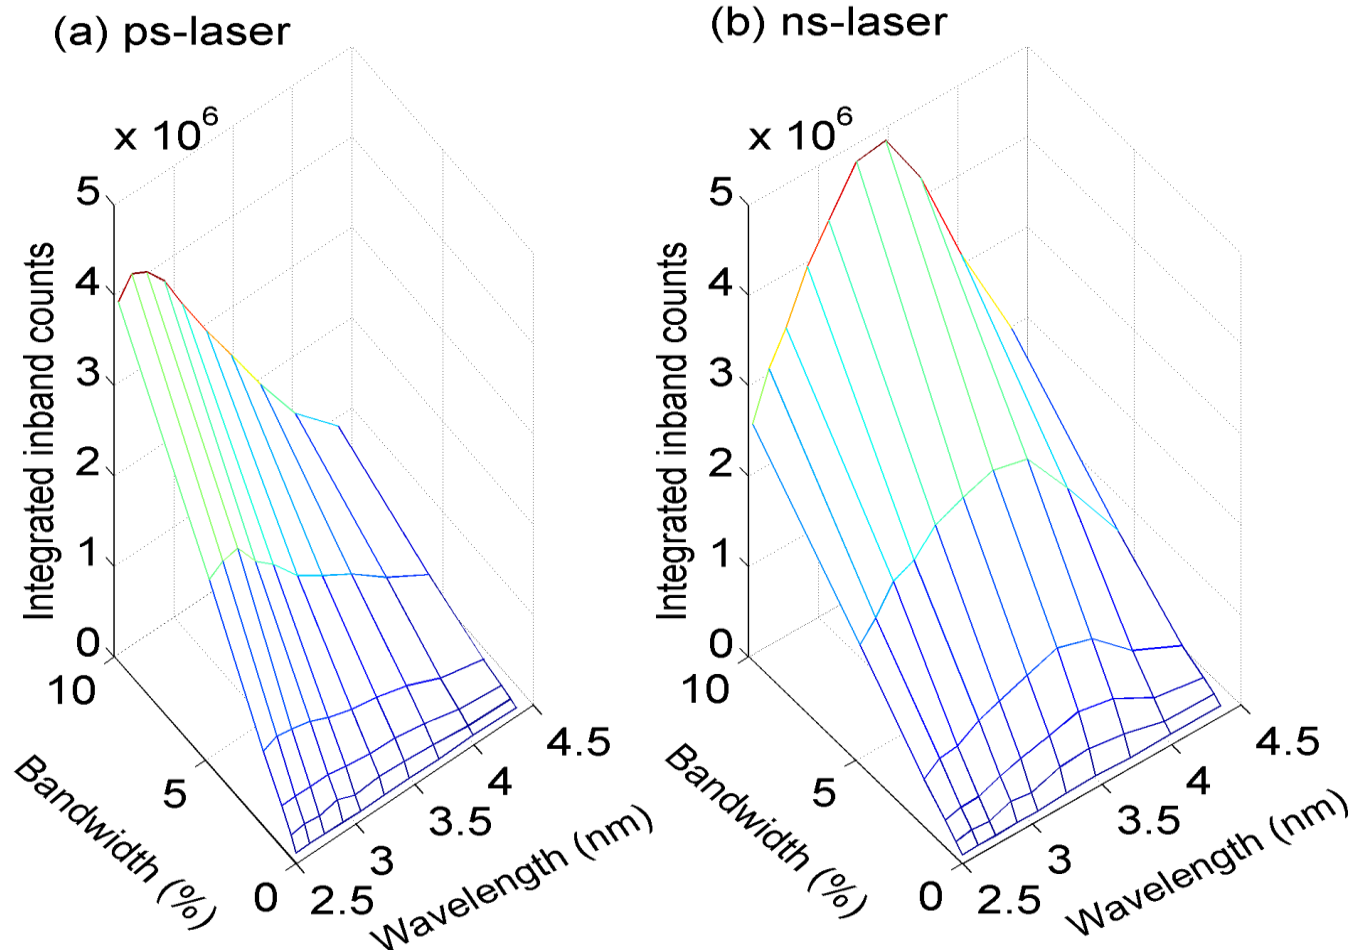 (a) ps-laser
x 10^6
5
4
3
2
1
0
Integrated inband counts
10
5
0
Bandwidth (%)
2.5
3
3.5
4
4.5
Wavelength (nm)
(b) ns-laser
x 10^6
5
4
3
2
1
0
Integrated inband counts
10
5
0
Bandwidth (%)
2.5
3
3.5
4
4.5
Wavelength (nm)